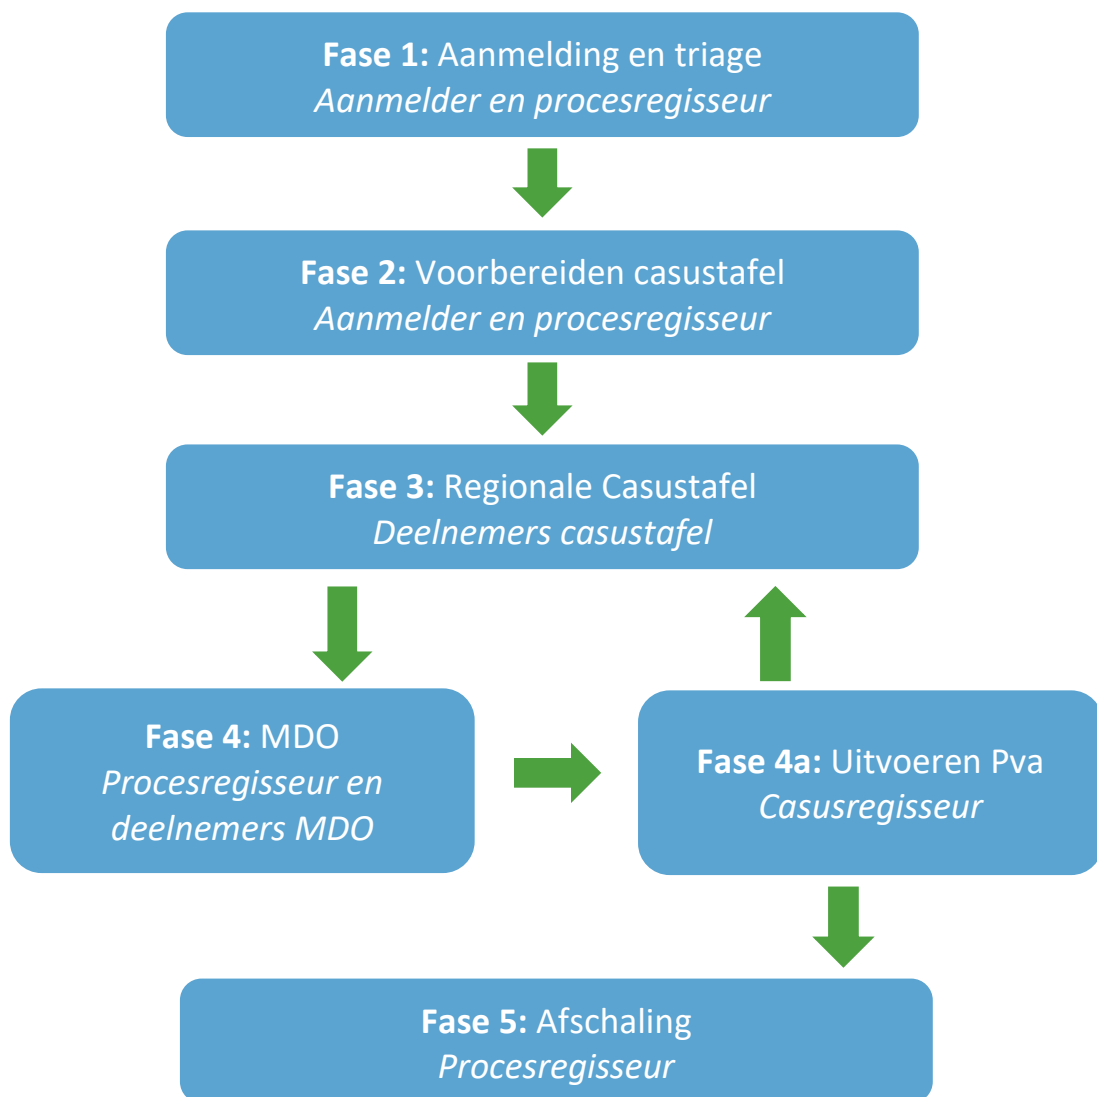 Fase 1: Aanmelding en triage
Aanmelder en procesregisseur
Fase 2: Voorbereiden casustafel
Aanmelder en procesregisseur
Fase 3: Regionale Casustafel
Deelnemers casustafel
Fase 4: MDO
Procesregisseur en
deelnemers MDO
Fase 4a: Uitvoeren Pva
Casusregisseur
Fase 5: Afschaling
Procesregisseur